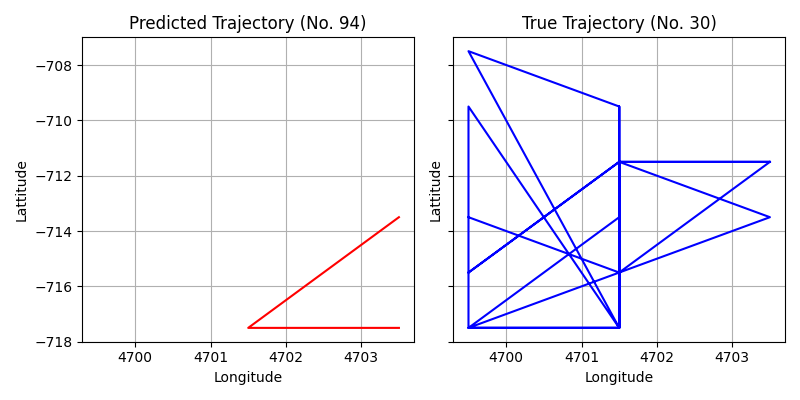 Predicted Trajectory (No. 94)
True Trajectory (No. 30)
−708
−710
−712
−714
−716
−718
Lattitude
Lattitude
4700
4701
4702
4703
4700
4701
4702
4703
Longitude
Longitude